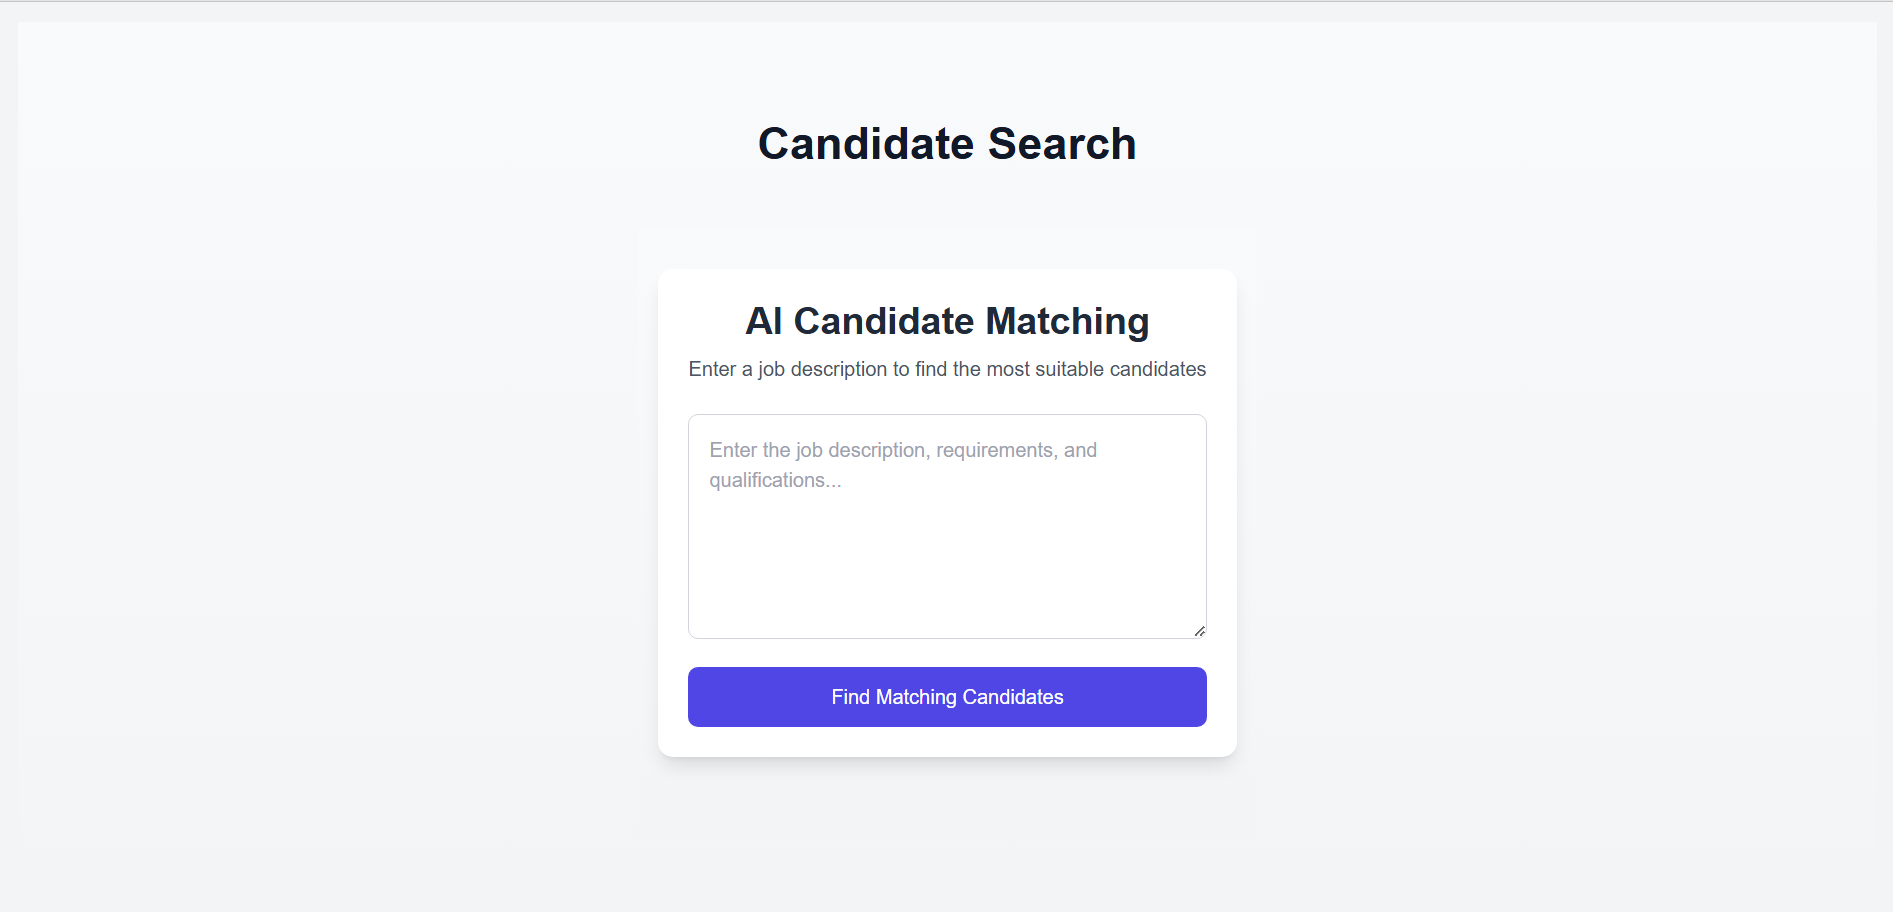 Candidate Search
AI Candidate Matching
Enter a job description to find the most suitable candidates
Enter the job description, requirements, and
qualifications...
Find Matching Candidates